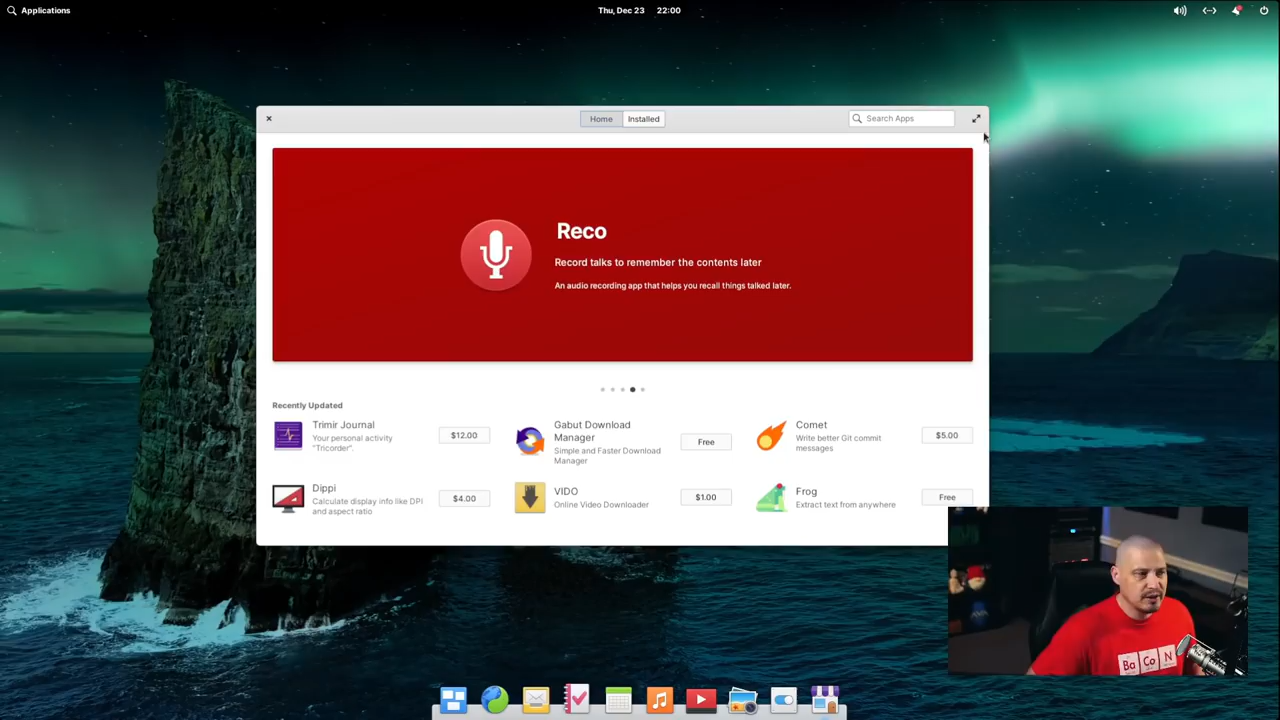 Applications
Thu, Dec 23 22:00
Home Installed
Search Apps
Reco
Record talks to remember the contents later
An audio recording app that helps you recall things talked later.
Recently Updated
Trimir Journal
Your personal activity
"Tricorder".
$12.00
Gabut Download
Manager
Simple and Faster Download
Manager
Free
Comet
Write better Git commit
messages
$5.00
Dippi
Calculate display info like DPI
and aspect ratio
$4.00
VIDO
Online Video Downloader
$1.00
Frog
Extract text from anywhere
Free
Ba Co N